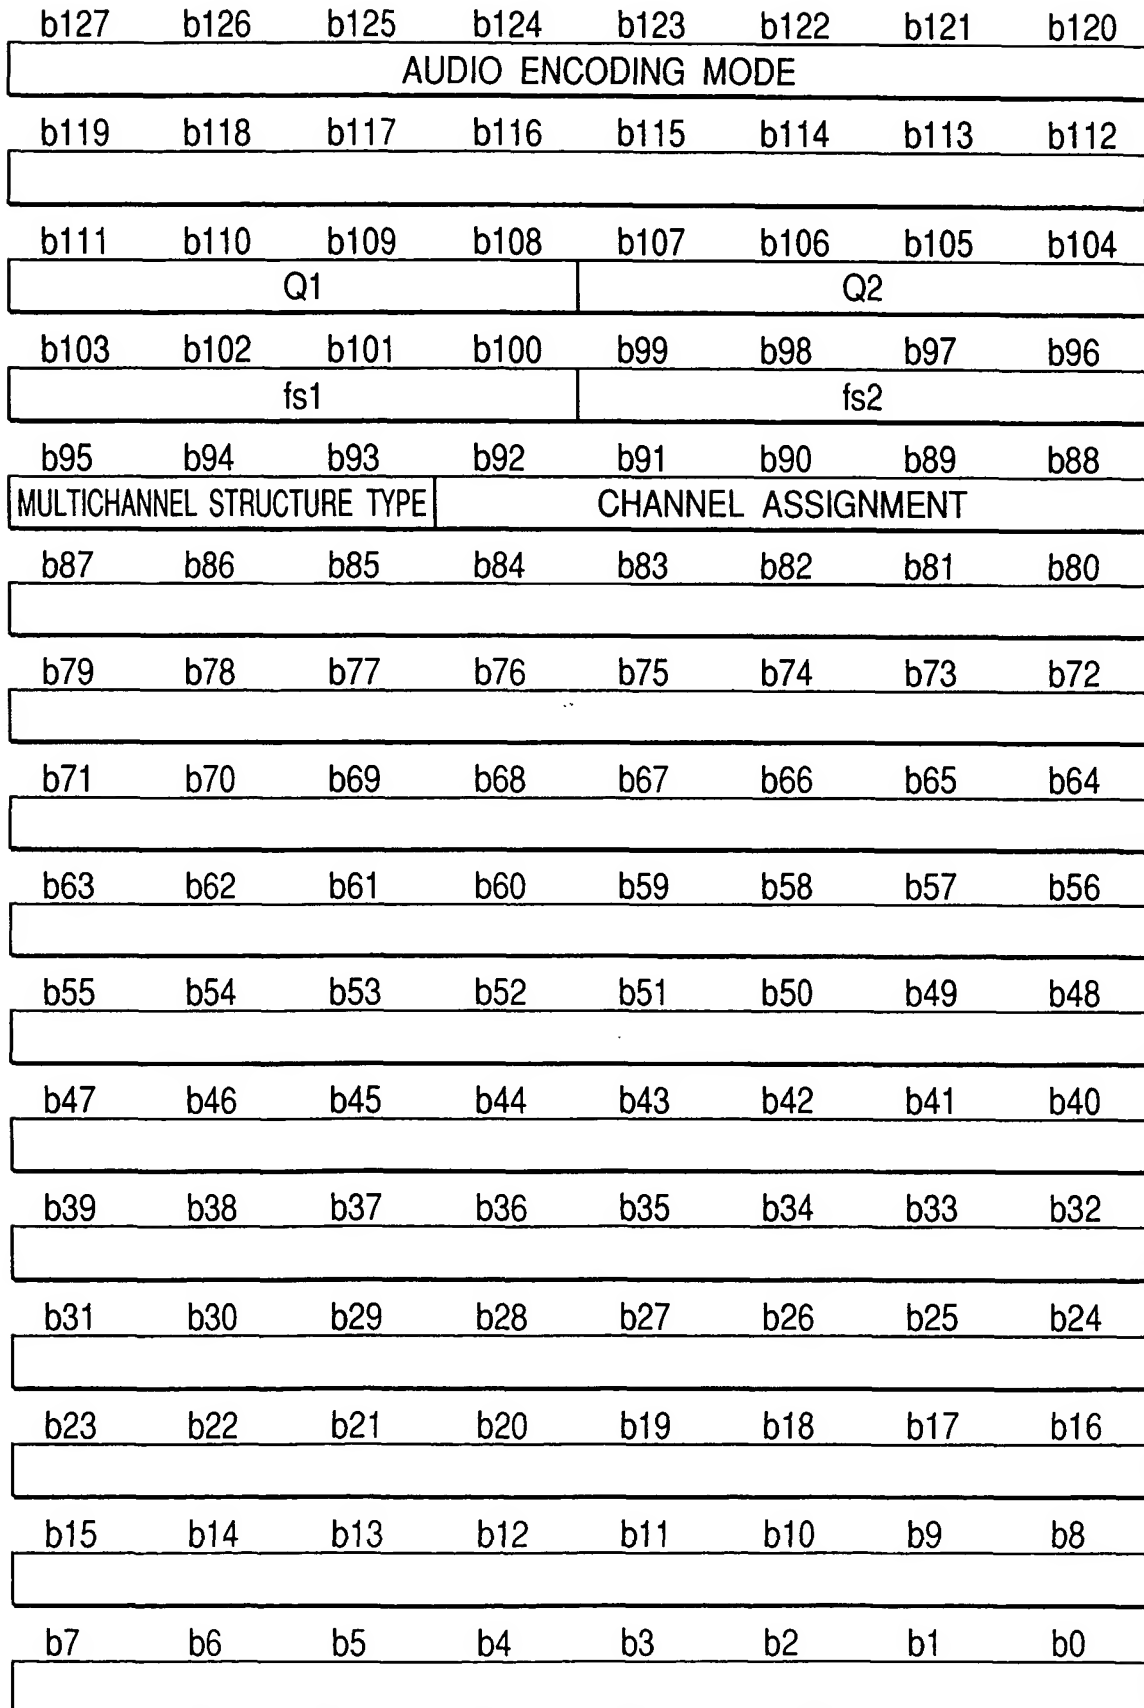 b127 b126 b125 b124 b123 b122 b121 b120
AUDIO ENCODING MODE
b119 b118 b117 b116 b115 b114 b113 b112
b111 b110 b109 b108 b107 b106 b105 b104
Q1 Q2
b103 b102 b101 b100 b99 b98 b97 b96
fs1 fs2
b95 b94 b93 b92 b91 b90 b89 b88
MULTICHANNEL STRUCTURE TYPE CHANNEL ASSIGNMENT
b87 b86 b85 b84 b83 b82 b81 b80
b79 b78 b77 b76 b75 b74 b73 b72
b71 b70 b69 b68 b67 b66 b65 b64
b63 b62 b61 b60 b59 b58 b57 b56
b55 b54 b53 b52 b51 b50 b49 b48
b47 b46 b45 b44 b43 b42 b41 b40
b39 b38 b37 b36 b35 b34 b33 b32
b31 b30 b29 b28 b27 b26 b25 b24
b23 b22 b21 b20 b19 b18 b17 b16
b15 b14 b13 b12 b11 b10 b9 b8
b7 b6 b5 b4 b3 b2 b1 b0